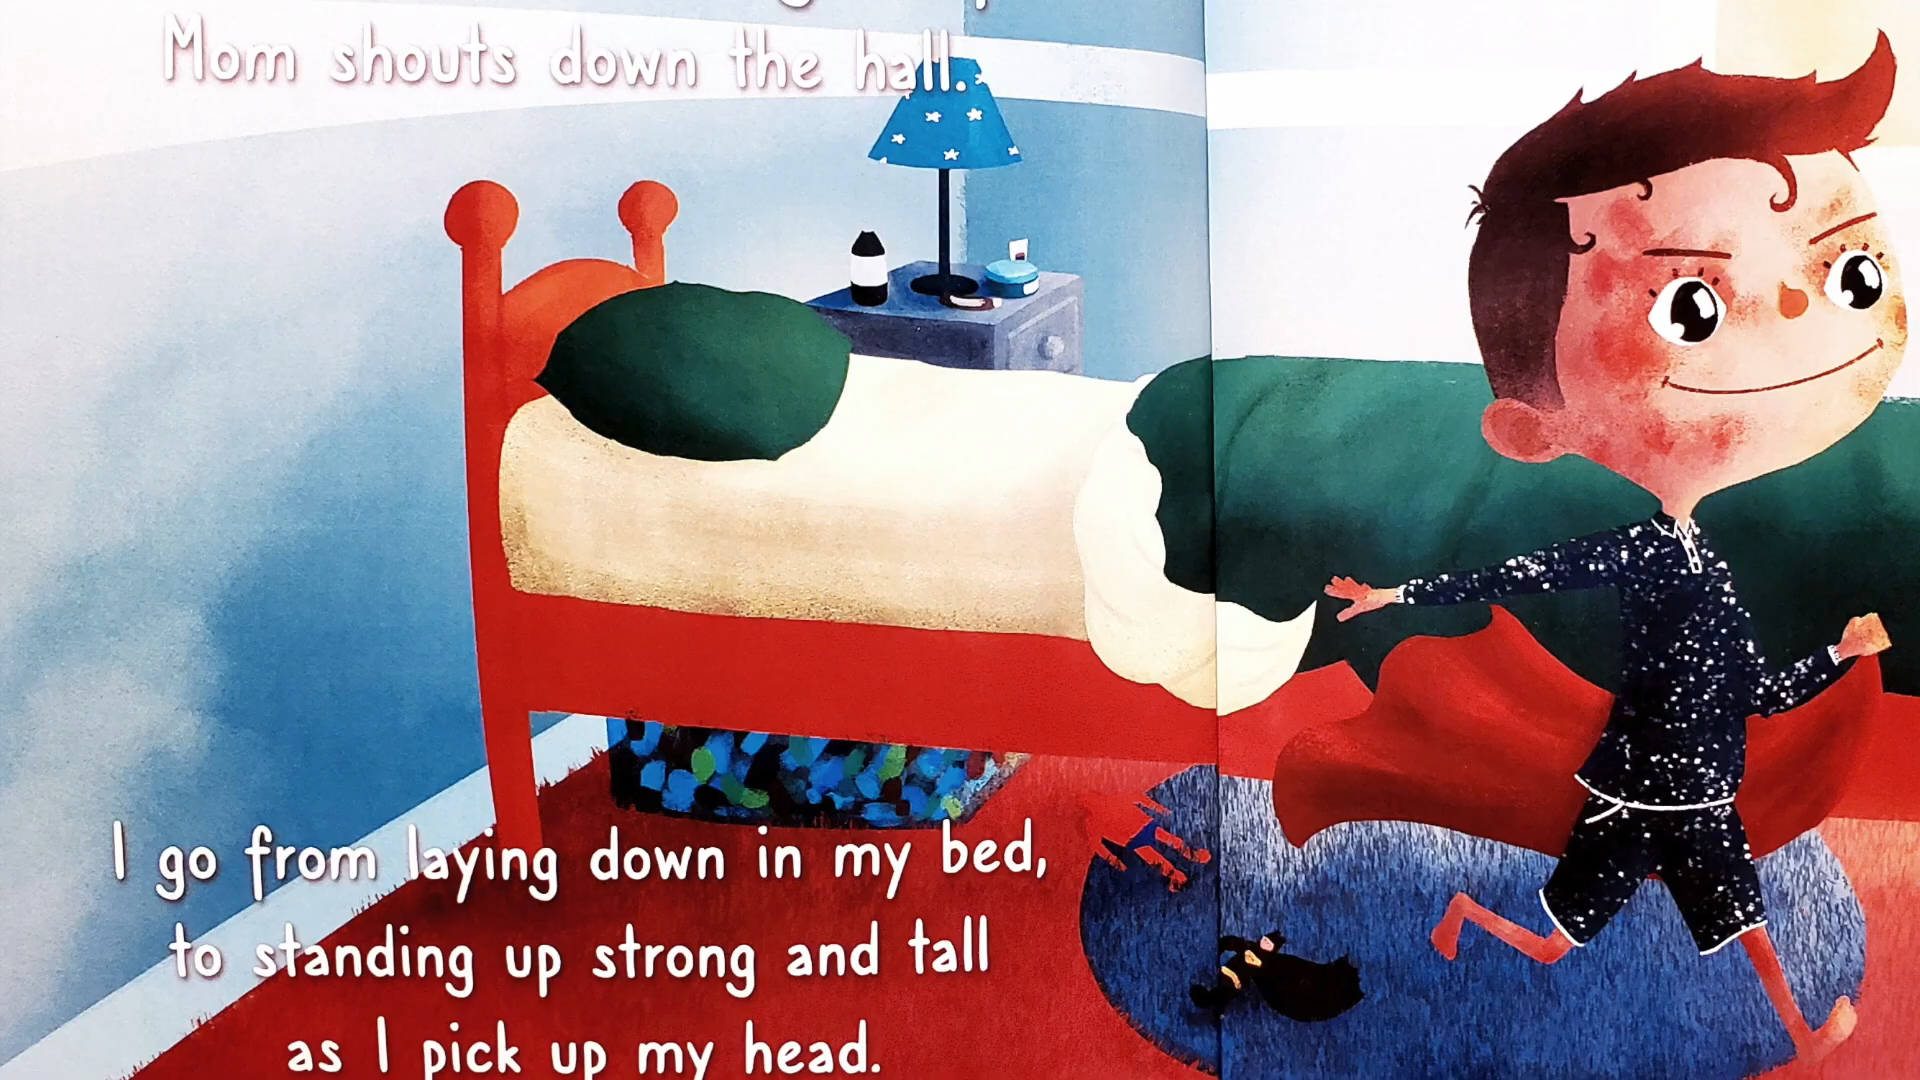 Mom shouts down the hall.
I go from laying down in my bed,
to standing up strong and tall
as I pick up my head.